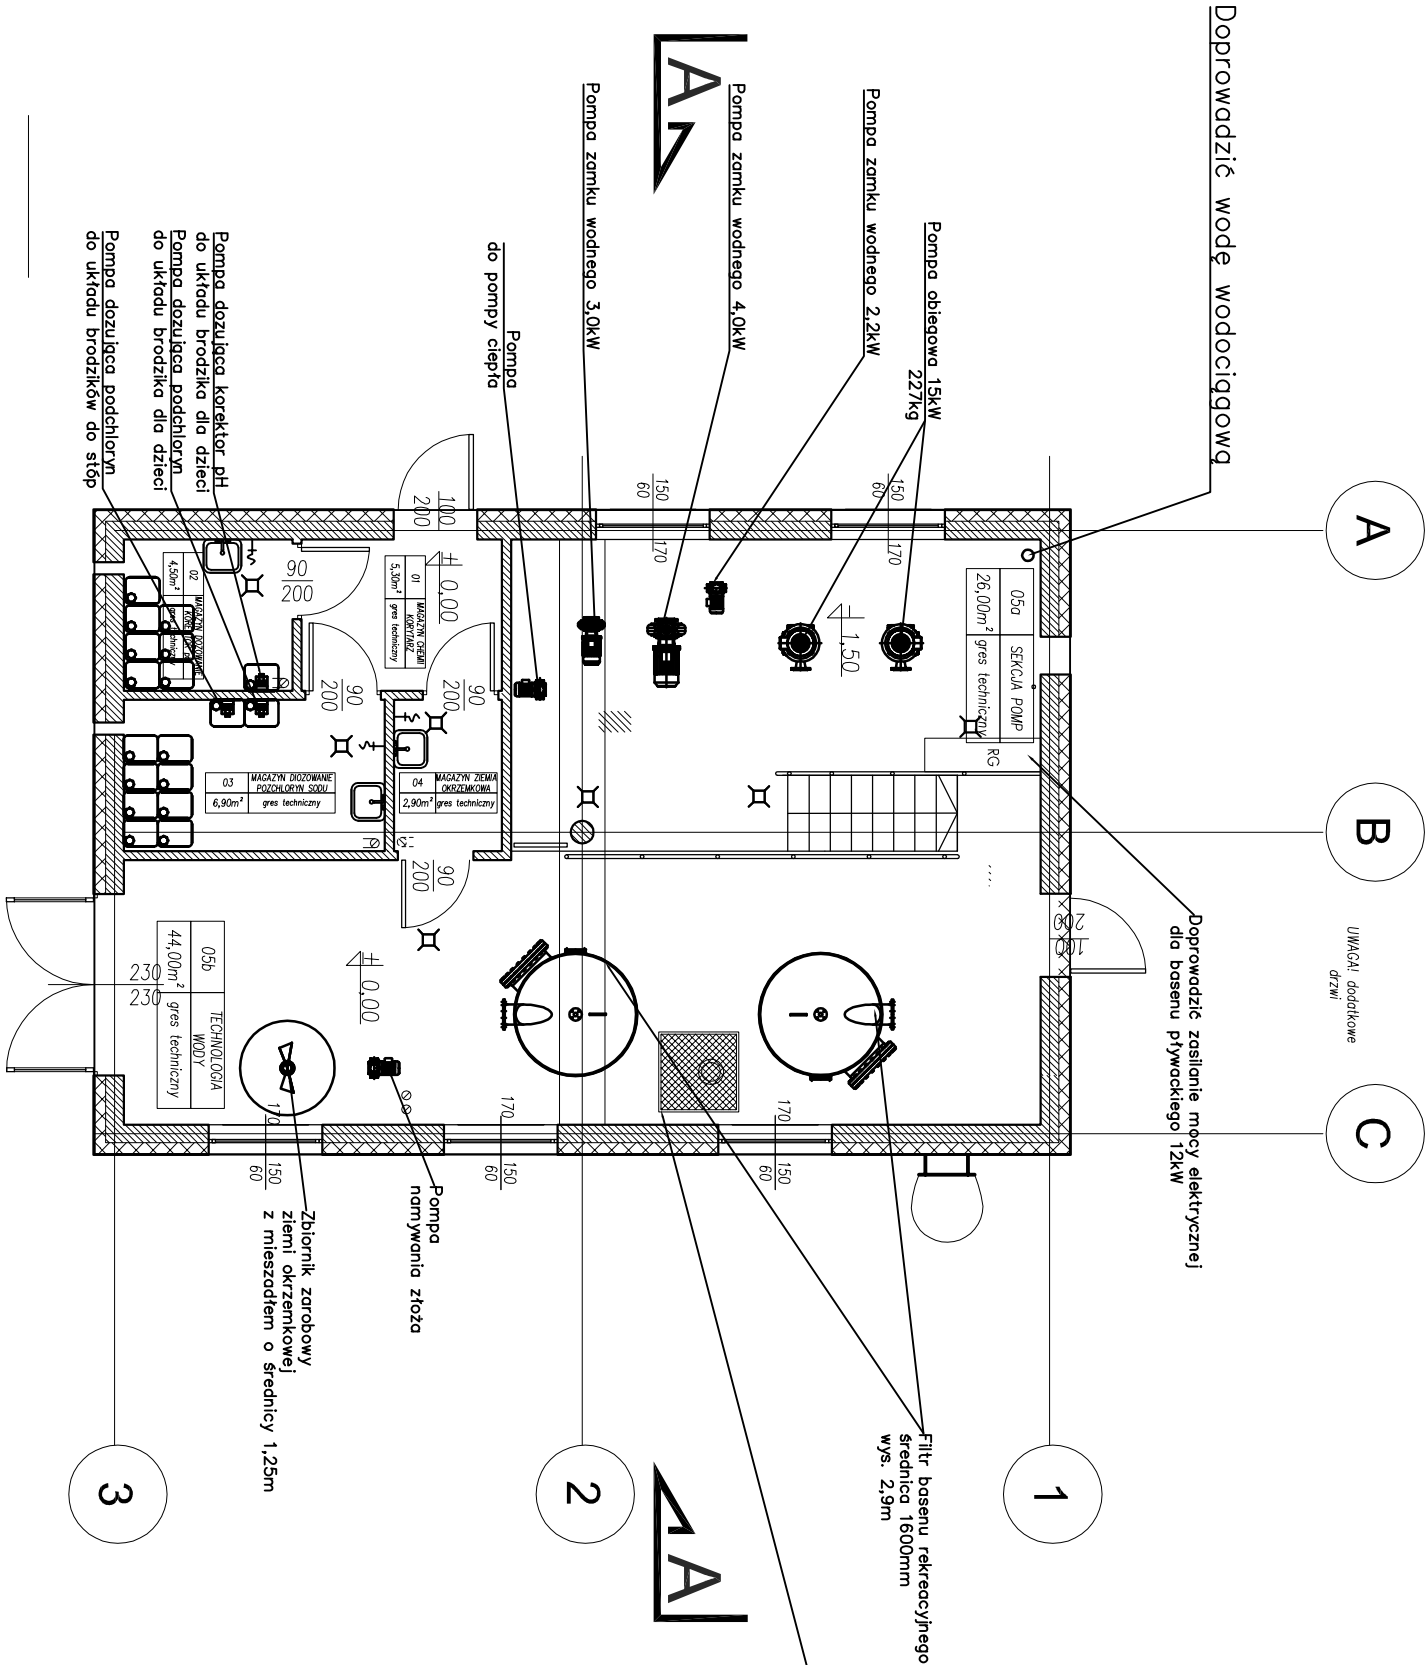 Doprowadzić wodę wodociągową
A
B
UWAGA! dodatkowe
drzwi
C
Pompa obiegowa 15kW
227kg
Pompa zamku wodnego 2,2kW
Pompa zamku wodnego 4,0kW
Pompa zamku wodnego 3,0kW
Pompa
do pompy ciepła
Pompa dozująca korektor pH
do układu brodzika dla dzieci
Pompa dozująca podchloryn
do układu brodzika dla dzieci
Pompa dozująca podchloryn
do układu brodzików do stóp
A
Doprowadzić zasilanie mocy elektrycznej
dla basenu pływackiego 12kW
05a SEKCJA POMP
26,00m² gres techniczny
RG
-1,50
150
60
170
150
60
170
100
200
± 0,00
01 MAGAZYN CHEMII
KORYTARZ
5,30m² gres techniczny
90
200
02 MAGAZYN DOZOWANIE
4,50m²
90
200
90
200
03 MAGAZYN DIOZOWANIE
POZCHLORYN SODU
6,90m² gres techniczny
04 MAGAZYN ZIEMIA
OKRZEMKOWA
2,90m² gres techniczny
90
200
200
100
± 0,00
05b TECHNOLOGIA
WODY
44,00m² gres techniczny
230
230
170
150
60
170
150
60
170
150
60
Filtr basenu rekreacyjnego
średnica 1600mm
wys. 2,9m
Pompa
namywania złoża
Zbiornik zarobowy
ziemi okrzemkowej
z mieszadłem o średnicy 1,25m
1
2
3
A